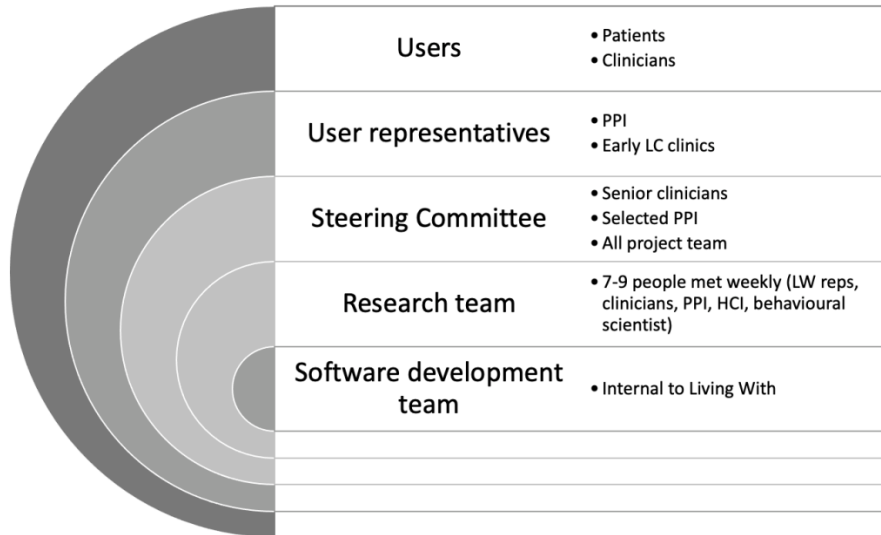 Users
• Patients
• Clinicians
User representatives
• PPI
• Early LC clinics
Steering Committee
• Senior clinicians
• Selected PPI
• All project team
Research team
• 7-9 people met weekly (LW reps,
clinicians, PPI, HCI, behavioural
scientist)
Software development
team
• Internal to Living With